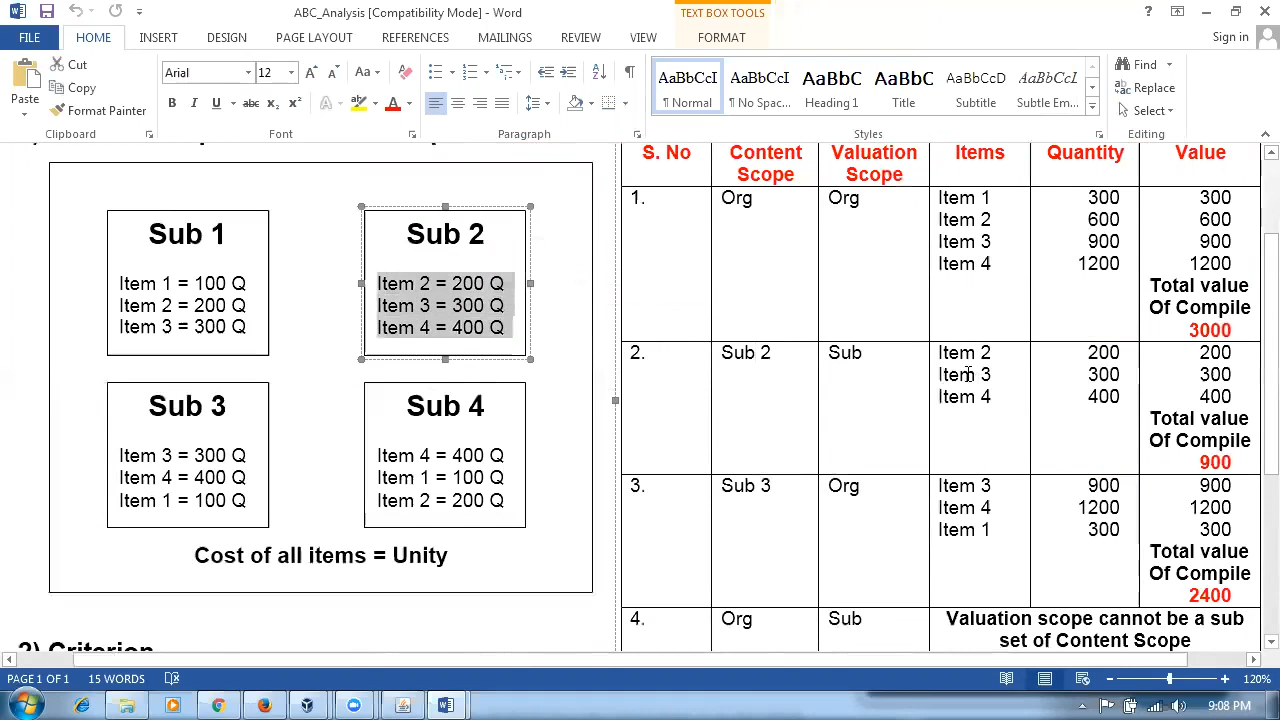 ABC_Analysis [Compatibility Mode] - Word
TEXT BOX TOOLS
FILE HOME INSERT DESIGN PAGE LAYOUT REFERENCES MAILINGS REVIEW VIEW FORMAT Sign in
Paste
Cut
Copy
Format Painter
Clipboard
Arial 12
Font
Paragraph
AaBbCcI AaBbCcI AaBbC AaBbC AaBbCcD AaBbCcI
¶ Normal ¶ No Spac... Heading 1 Title Subtitle Subtle Em...
Styles
Find
Replace
Select
Editing
Sub 1
Item 1 = 100 Q
Item 2 = 200 Q
Item 3 = 300 Q
Sub 2
Item 2 = 200 Q
Item 3 = 300 Q
Item 4 = 400 Q
Sub 3
Item 3 = 300 Q
Item 4 = 400 Q
Item 1 = 100 Q
Sub 4
Item 4 = 400 Q
Item 1 = 100 Q
Item 2 = 200 Q
Cost of all items = Unity
2) Criterion
S. No Content Valuation Items Quantity Value
Scope Scope
1. Org Org Item 1 300 300
Item 2 600 600
Item 3 900 900
Item 4 1200 1200
Total value
Of Compile
3000
2. Sub 2 Sub Item 2 200 200
Item 3 300 300
Item 4 400 400
Total value
Of Compile
900
3. Sub 3 Org Item 3 900 900
Item 4 1200 1200
Item 1 300 300
Total value
Of Compile
2400
4. Org Sub Valuation scope cannot be a sub
set of Content Scope
PAGE 1 OF 1 15 WORDS 120%
9:08 PM